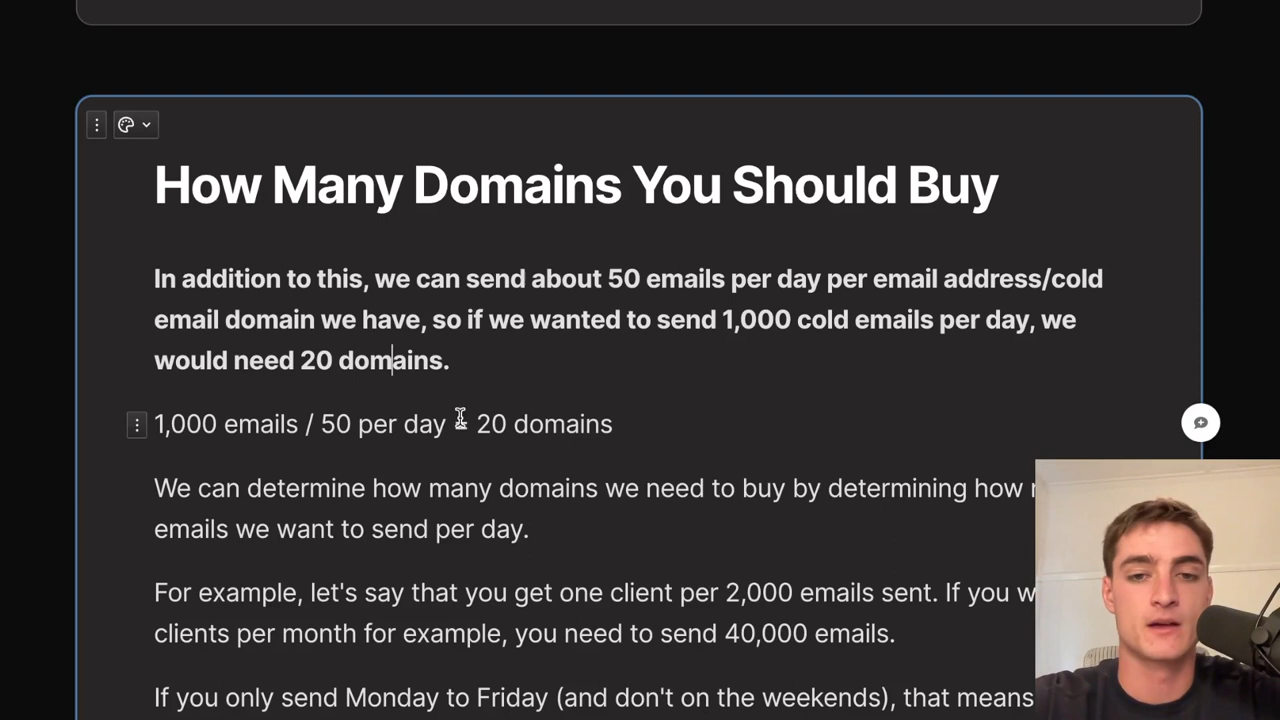 How Many Domains You Should Buy
In addition to this, we can send about 50 emails per day per email address/cold
email domain we have, so if we wanted to send 1,000 cold emails per day, we
would need 20 domains.
1,000 emails / 50 per day 20 domains
We can determine how many domains we need to buy by determining how
emails we want to send per day.
For example, let's say that you get one client per 2,000 emails sent. If you
clients per month for example, you need to send 40,000 emails.
If you only send Monday to Friday (and don't on the weekends), that means